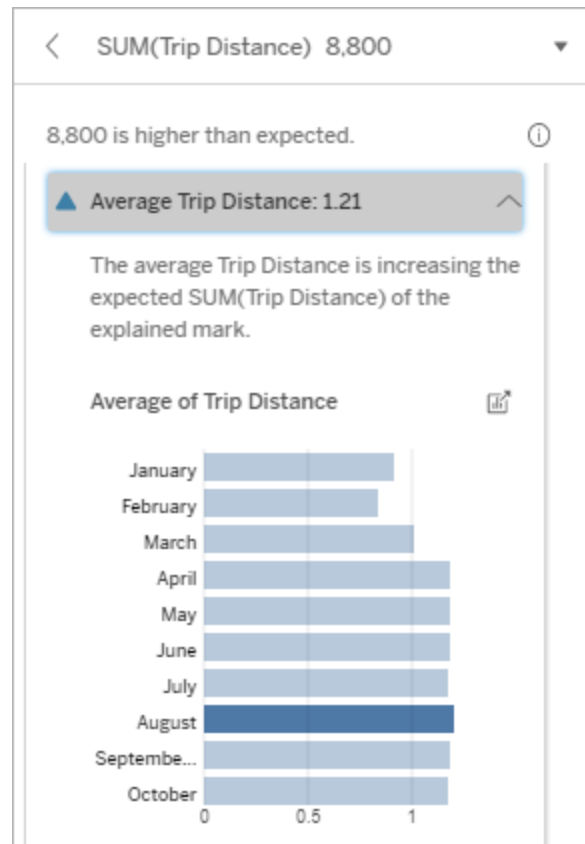 SUM(Trip Distance) 8,800
8,800 is higher than expected.
Average Trip Distance: 1.21
The average Trip Distance is increasing the
expected SUM(Trip Distance) of the
explained mark.
Average of Trip Distance
January
February
March
April
May
June
July
August
Septembe...
October
0 0.5 1